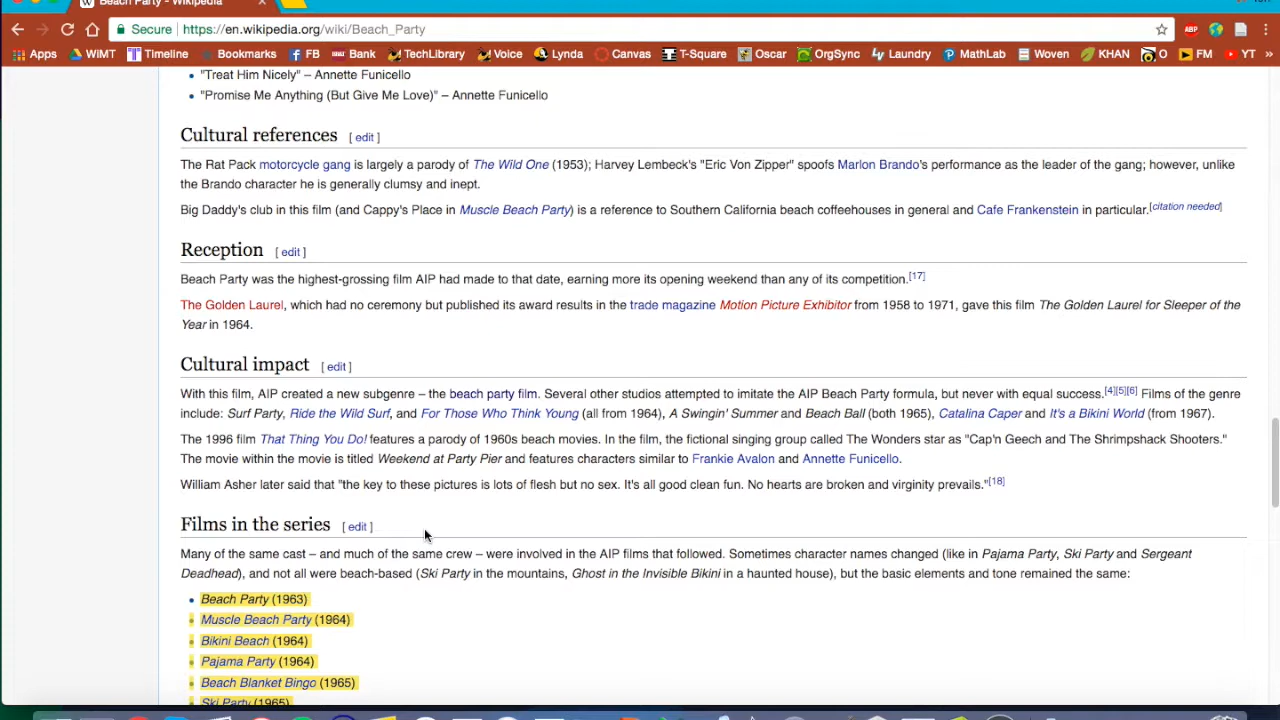 Beach Party - Wikipedia
Secure https://en.wikipedia.org/wiki/Beach_Party
ABP
Apps WIMT Timeline Bookmarks FB Bank TechLibrary Voice Lynda Canvas T-Square Oscar OrgSync Laundry MathLab Woven KHAN O FM YT »
• "Treat Him Nicely" – Annette Funicello
• "Promise Me Anything (But Give Me Love)" – Annette Funicello
Cultural references [ edit ]
The Rat Pack motorcycle gang is largely a parody of The Wild One (1953); Harvey Lembeck's "Eric Von Zipper" spoofs Marlon Brando's performance as the leader of the gang; however, unlike
the Brando character he is generally clumsy and inept.
Big Daddy's club in this film (and Cappy's Place in Muscle Beach Party) is a reference to Southern California beach coffeehouses in general and Cafe Frankenstein in particular.[citation needed]
Reception [ edit ]
Beach Party was the highest-grossing film AIP had made to that date, earning more its opening weekend than any of its competition.[17]
The Golden Laurel, which had no ceremony but published its award results in the trade magazine Motion Picture Exhibitor from 1958 to 1971, gave this film The Golden Laurel for Sleeper of the
Year in 1964.
Cultural impact [ edit ]
With this film, AIP created a new subgenre – the beach party film. Several other studios attempted to imitate the AIP Beach Party formula, but never with equal success.[4][5][6] Films of the genre
include: Surf Party, Ride the Wild Surf, and For Those Who Think Young (all from 1964), A Swingin' Summer and Beach Ball (both 1965), Catalina Caper and It's a Bikini World (from 1967).
The 1996 film That Thing You Do! features a parody of 1960s beach movies. In the film, the fictional singing group called The Wonders star as "Cap'n Geech and The Shrimpshack Shooters."
The movie within the movie is titled Weekend at Party Pier and features characters similar to Frankie Avalon and Annette Funicello.
William Asher later said that "the key to these pictures is lots of flesh but no sex. It's all good clean fun. No hearts are broken and virginity prevails."[18]
Films in the series [ edit ]
Many of the same cast – and much of the same crew – were involved in the AIP films that followed. Sometimes character names changed (like in Pajama Party, Ski Party and Sergeant
Deadhead), and not all were beach-based (Ski Party in the mountains, Ghost in the Invisible Bikini in a haunted house), but the basic elements and tone remained the same:
• Beach Party (1963)
• Muscle Beach Party (1964)
• Bikini Beach (1964)
• Pajama Party (1964)
• Beach Blanket Bingo (1965)
• Ski Party (1965)